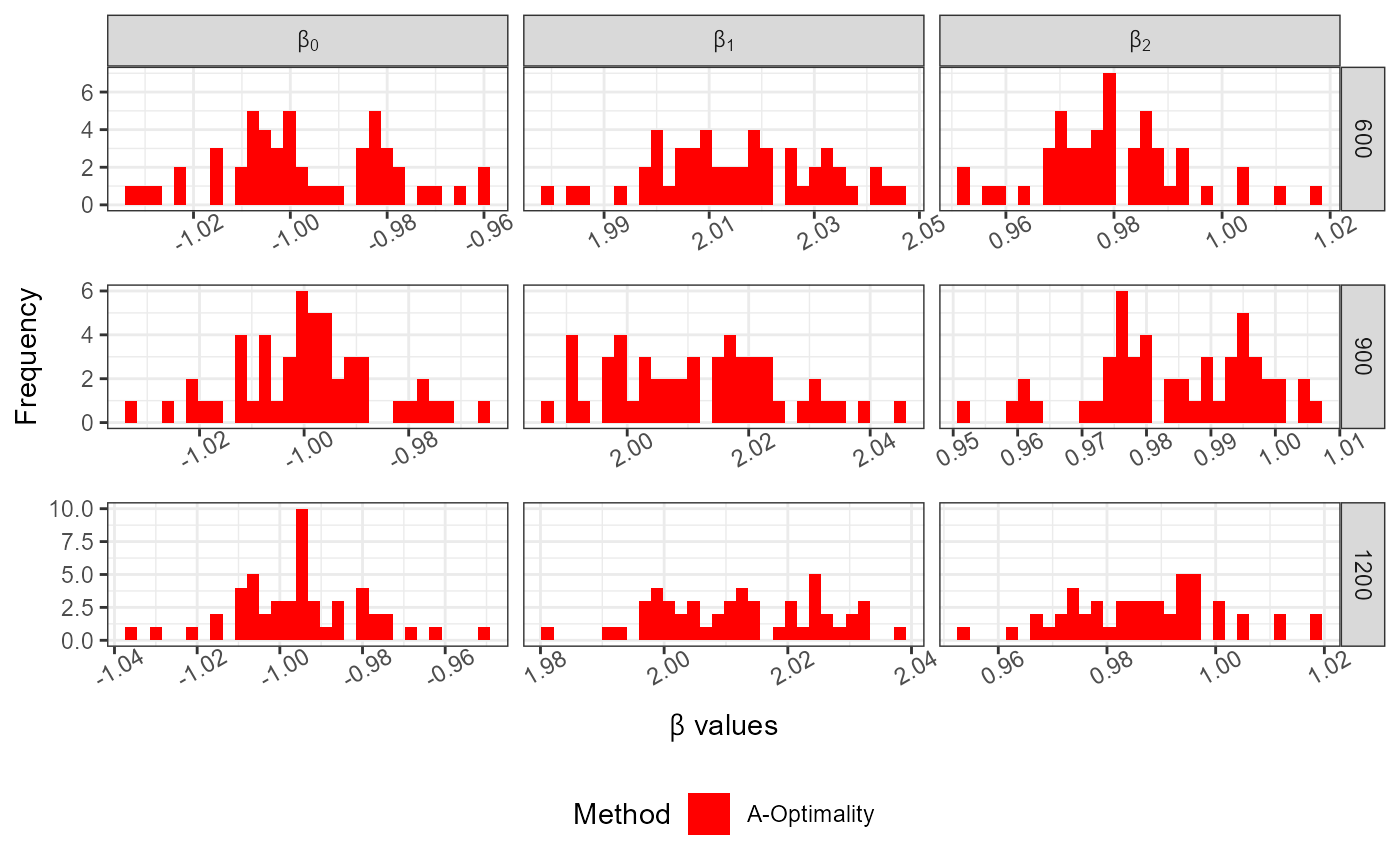 β₀ β₁ β₂
6
4
2
0
600
-1.02 -1.00 -0.98 -0.96 1.99 2.01 2.03 2.05 0.96 0.98 1.00 1.02
Frequency
6
4
2
0
900
-1.02 -1.00 -0.98 2.00 2.02 2.04 0.95 0.96 0.97 0.98 0.99 1.00 1.01
10.0
7.5
5.0
2.5
0.0
1200
-1.04 -1.02 -1.00 -0.98 -0.96 1.98 2.00 2.02 2.04 0.96 0.98 1.00 1.02
β values
Method A-Optimality